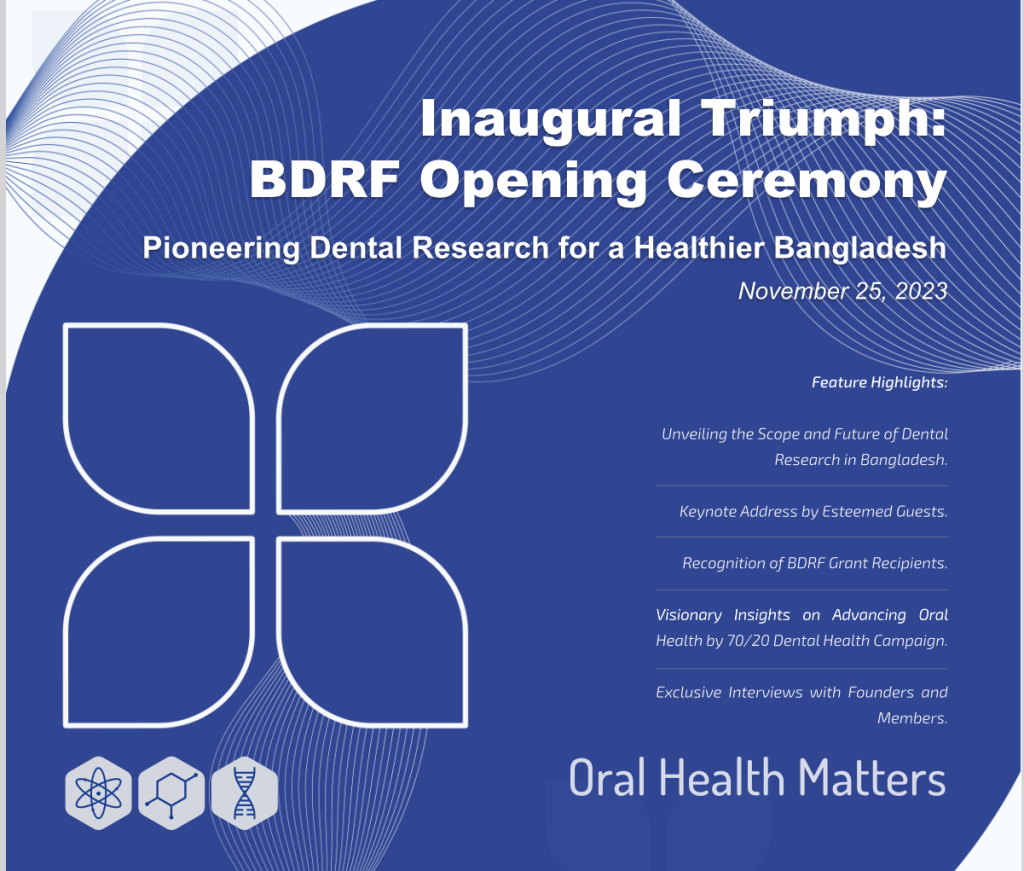 Inaugural Triumph:
BDRF Opening Ceremony
Pioneering Dental Research for a Healthier Bangladesh
November 25, 2023
Feature Highlights:
Unveiling the Scope and Future of Dental
Research in Bangladesh.
Keynote Address by Esteemed Guests.
Recognition of BDRF Grant Recipients.
Visionary Insights on Advancing Oral
Health by 70/20 Dental Health Campaign.
Exclusive Interviews with Founders and
Members.
Oral Health Matters